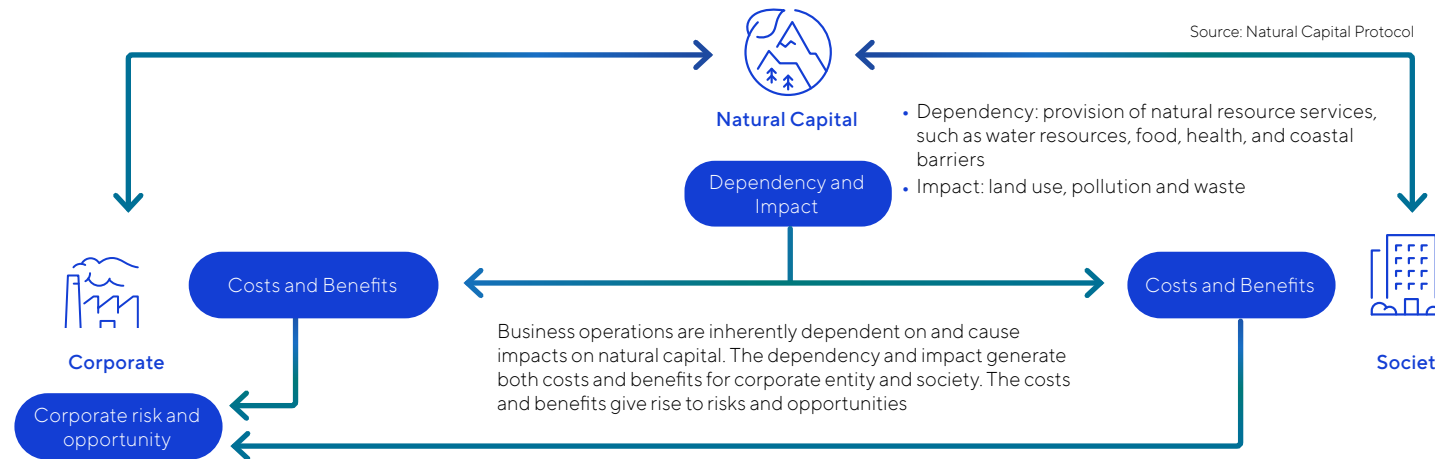 Source: Natural Capital Protocol
Natural Capital
• Dependency: provision of natural resource services,
such as water resources, food, health, and coastal
barriers
• Impact: land use, pollution and waste
Dependency and
Impact
Costs and Benefits
Costs and Benefits
Business operations are inherently dependent on and cause
impacts on natural capital. The dependency and impact generate
both costs and benefits for corporate entity and society. The costs
and benefits give rise to risks and opportunities
Corporate
Societ
Corporate risk and
opportunity